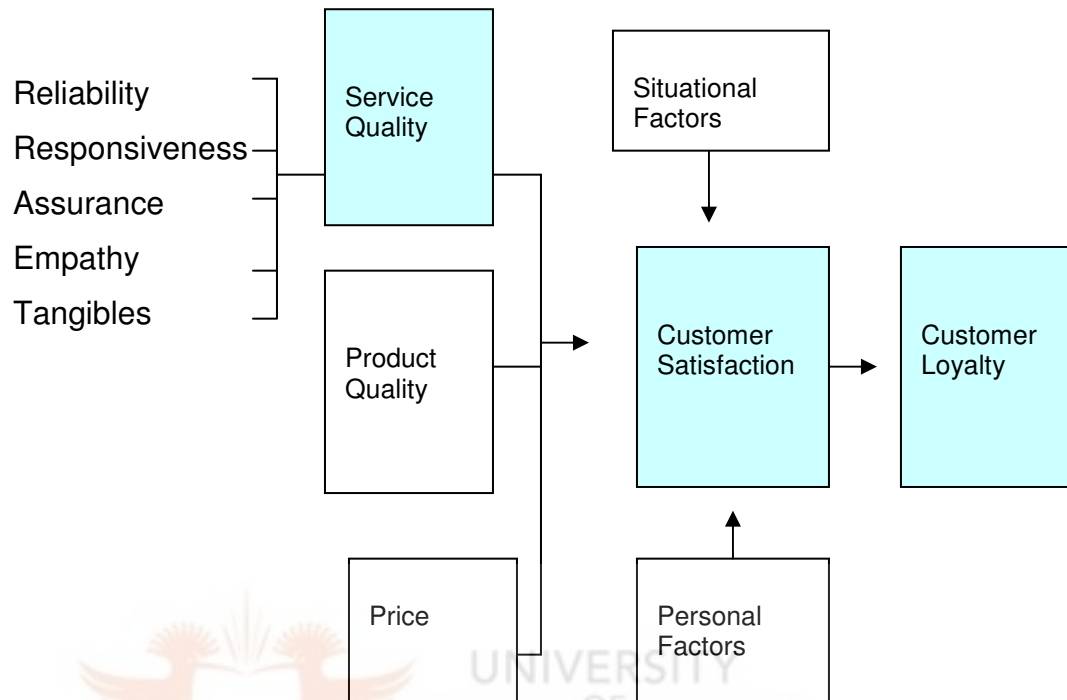 Reliability
Responsiveness
Assurance
Empathy
Tangibles
Service
Quality
Product
Quality
Price
Situational
Factors
Customer
Satisfaction
Customer
Loyalty
Personal
Factors
UNIVERSITY
OF